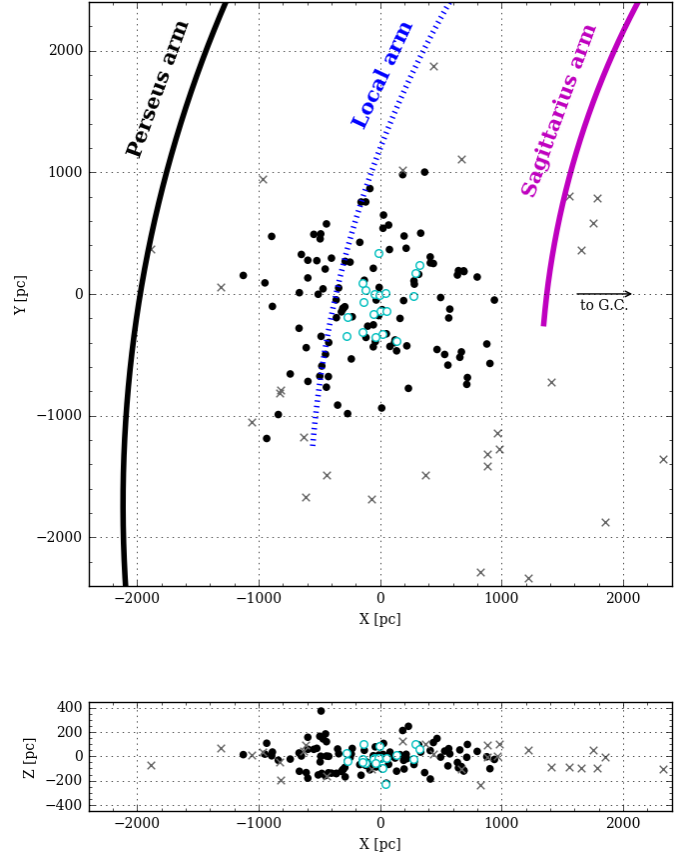 Perseus arm
Local arm
Sagittarius arm
to G.C.
2000
1000
0
−1000
−2000
Y [pc]
−2000 −1000 0 1000 2000
X [pc]
400
200
0
−200
−400
Z [pc]
−2000 −1000 0 1000 2000
X [pc]